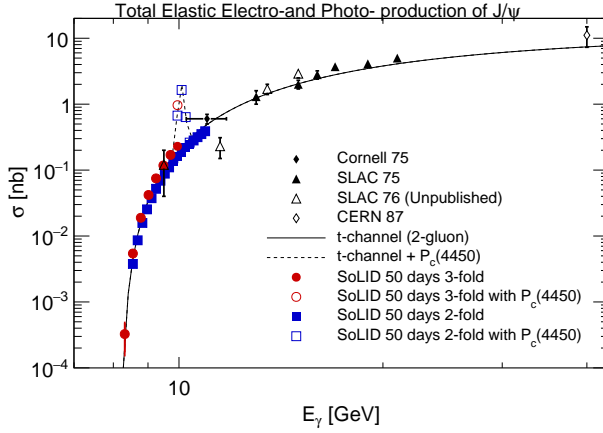 Total Elastic Electro-and Photo- production of J/ψ
σ [nb]
10
1
10⁻¹
10⁻²
10⁻³
10⁻⁴
Cornell 75
SLAC 75
SLAC 76 (Unpublished)
CERN 87
t-channel (2-gluon)
t-channel + P_c(4450)
SoLID 50 days 3-fold
SoLID 50 days 3-fold with P_c(4450)
SoLID 50 days 2-fold
SoLID 50 days 2-fold with P_c(4450)
10
E_γ [GeV]